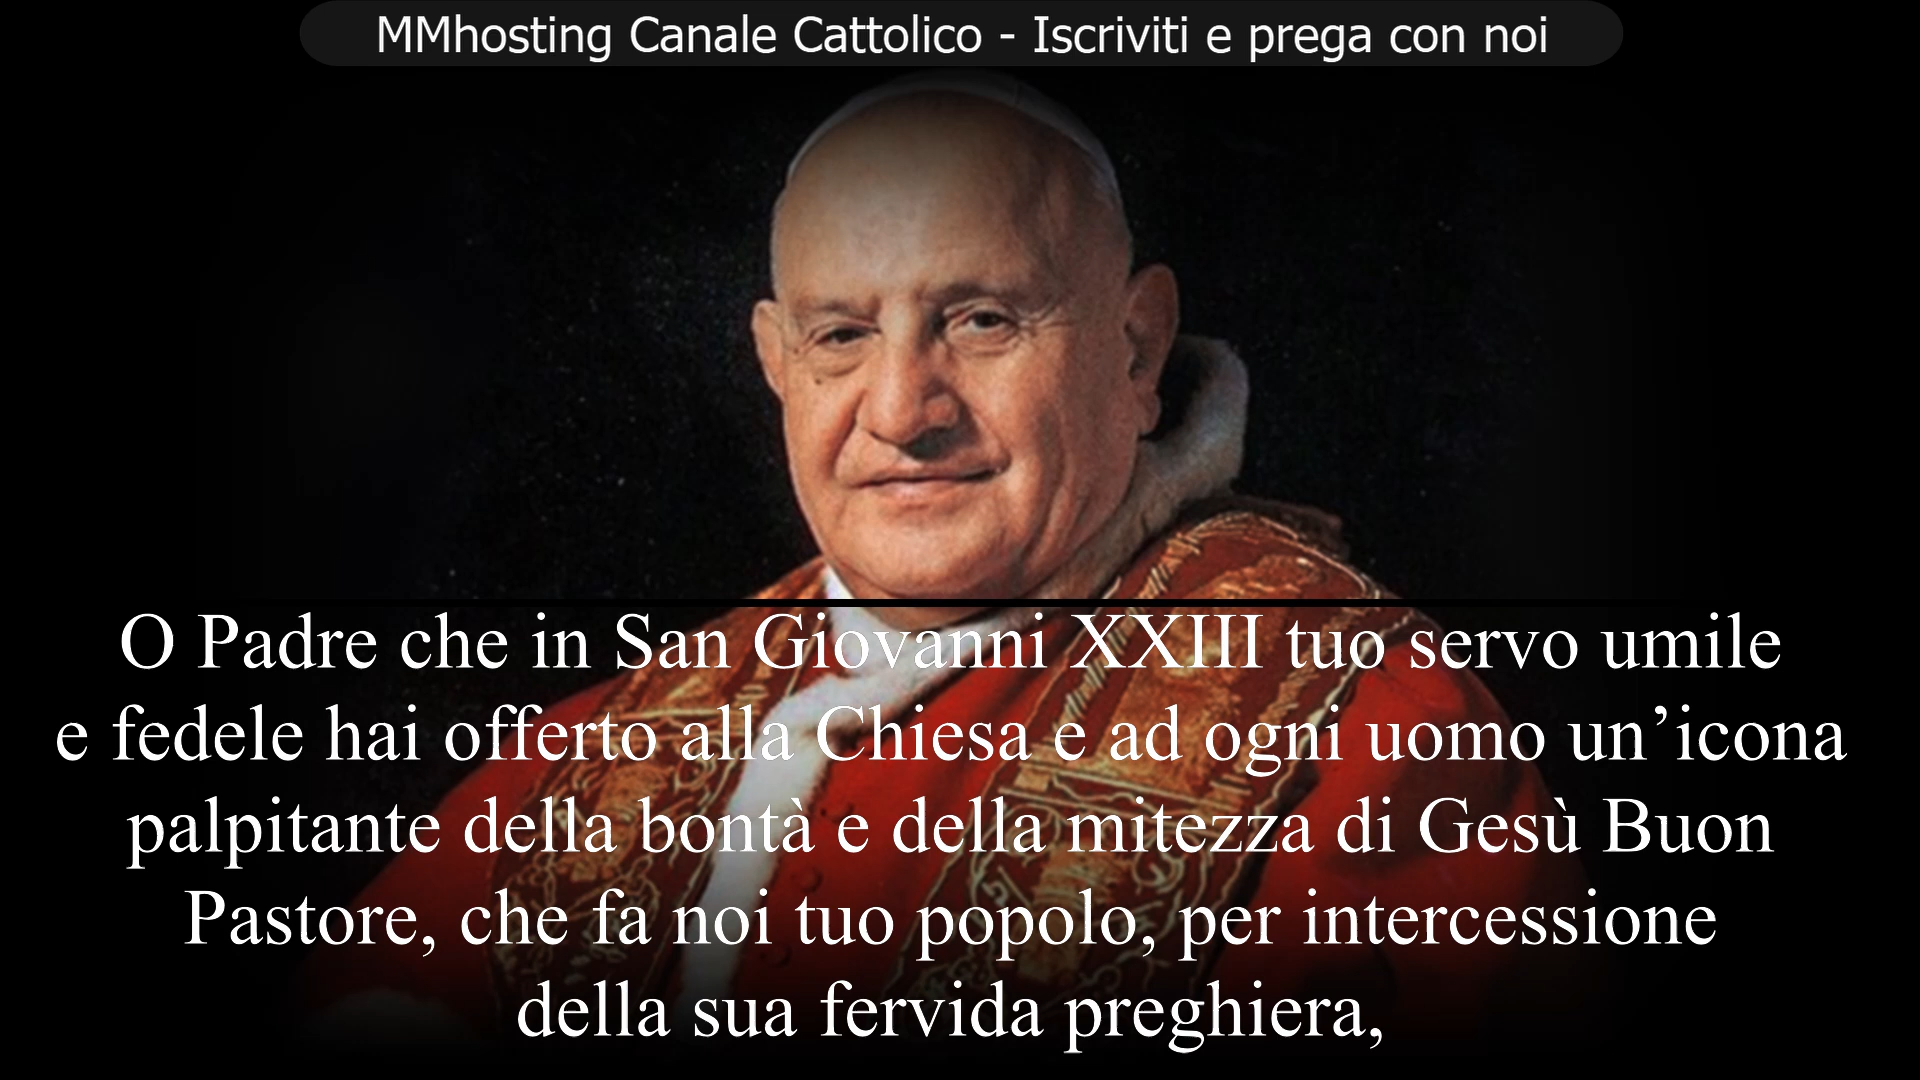 MMhosting Canale Cattolico - Iscriviti e prega con noi
O Padre che in San Giovanni XXIII tuo servo umile
e fedele hai offerto alla Chiesa e ad ogni uomo un’icona
palpitante della bontà e della mitezza di Gesù Buon
Pastore, che fa noi tuo popolo, per intercessione
della sua fervida preghiera,